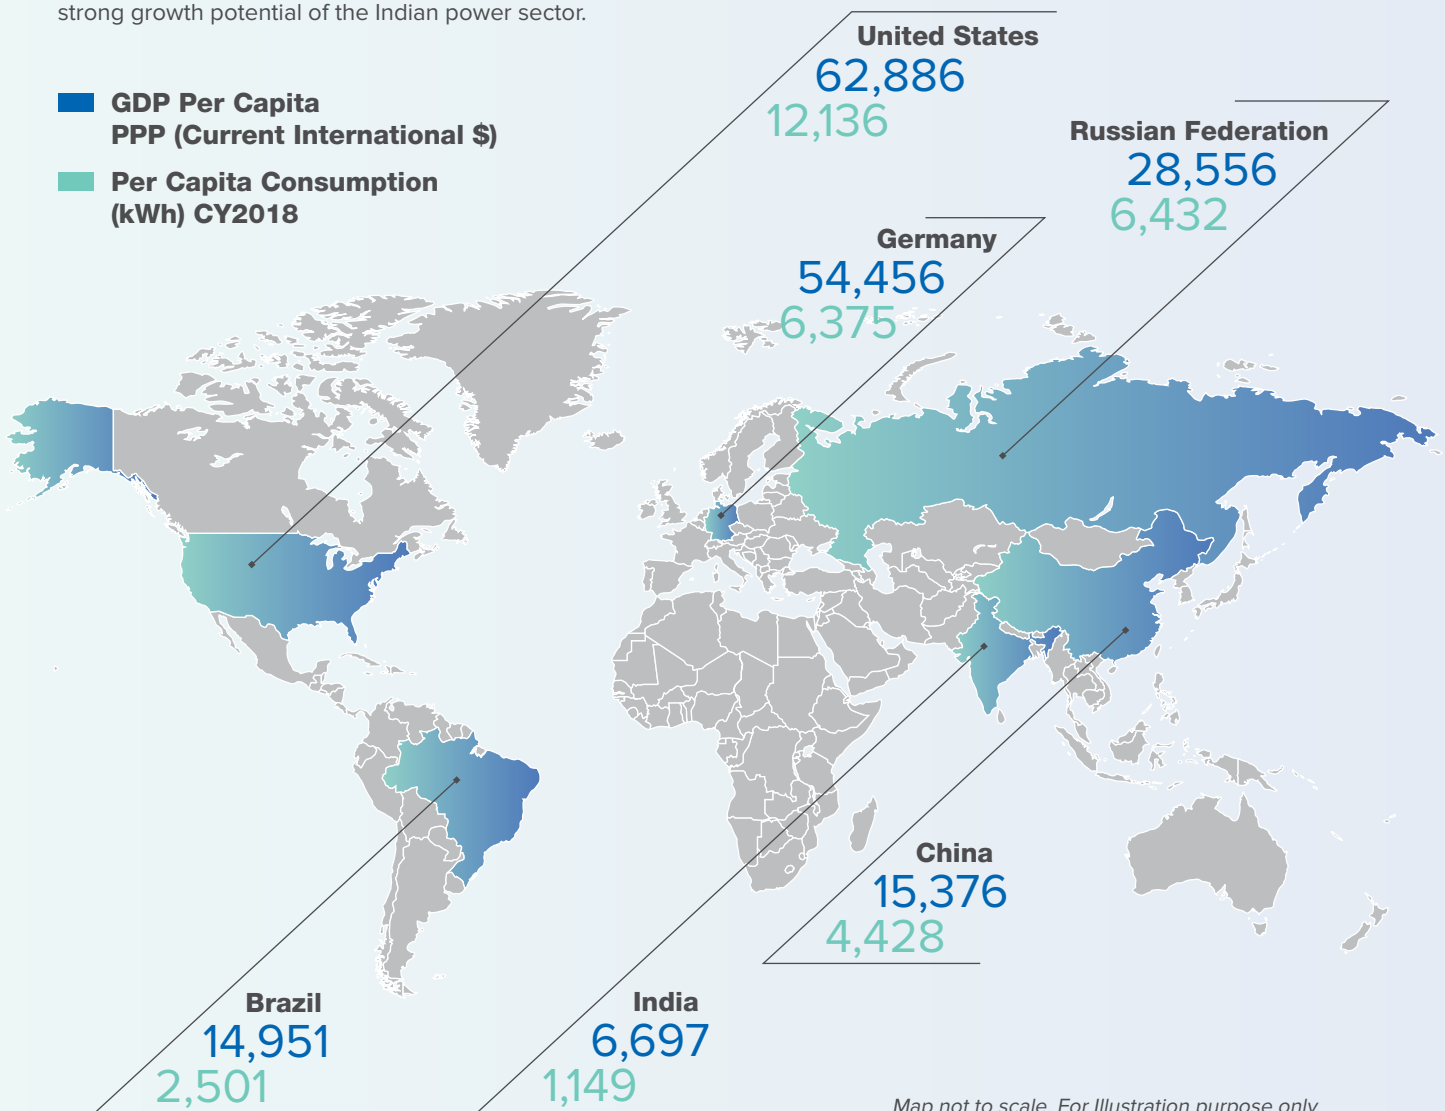 strong growth potential of the Indian power sector.
GDP Per Capita
PPP (Current International $)
Per Capita Consumption
(kWh) CY2018
United States
62,886
12,136
Russian Federation
28,556
6,432
Germany
54,456
6,375
China
15,376
4,428
Brazil
14,951
2,501
India
6,697
1,149
Map not to scale. For Illustration purpose only